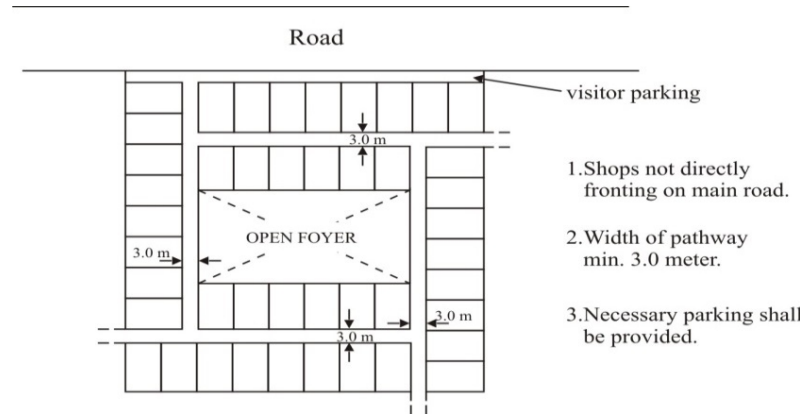 Road
visitor parking
3.0 m
1.Shops not directly
fronting on main road.
OPEN FOYER
2.Width of pathway
min. 3.0 meter.
3.0 m
3.0 m
3.Necessary parking shall
be provided.
3.0 m